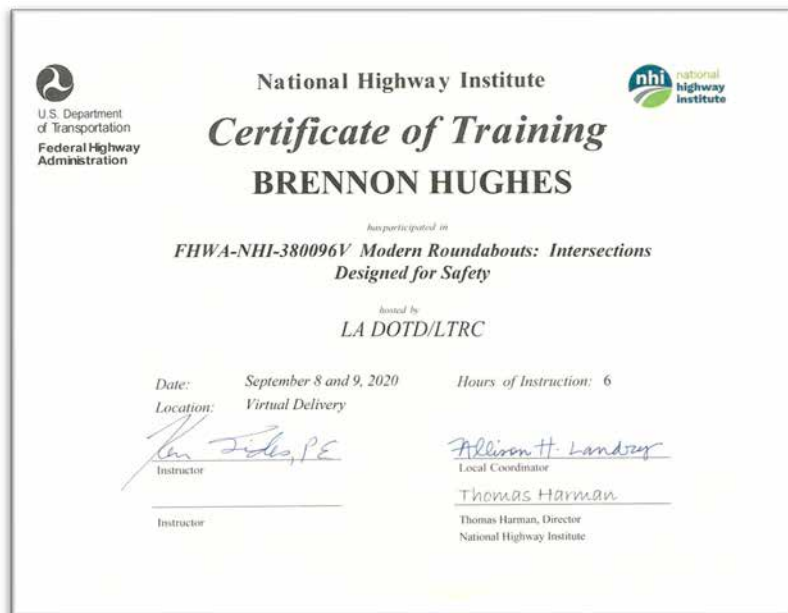 U.S. Department
of Transportation
Federal Highway
Administration
National Highway Institute
nhi national
highway
institute
Certificate of Training
BRENNON HUGHES
has participated in
FHWA-NHI-380096V Modern Roundabouts: Intersections
Designed for Safety
hosted by
LA DOTD/LTRC
Date: September 8 and 9, 2020 Hours of Instruction: 6
Location: Virtual Delivery
Ken Sides, PE
Instructor
Allison H. Landry
Local Coordinator
Thomas Harman
Instructor
Thomas Harman, Director
National Highway Institute